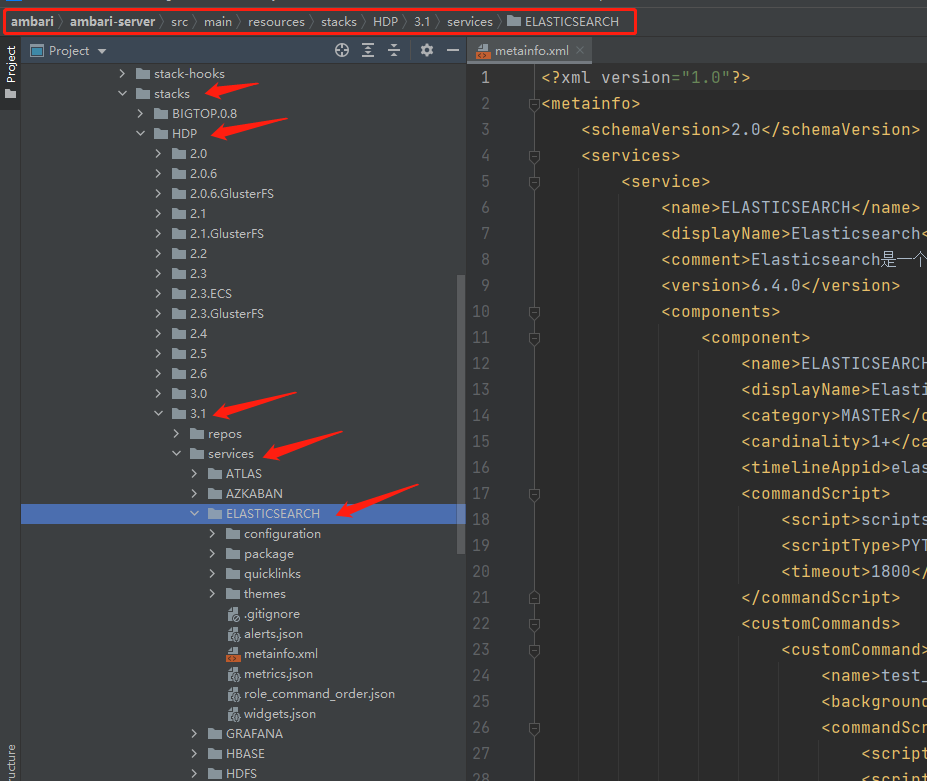 ambari ambari-server src main resources stacks HDP 3.1 services ELASTICSEARCH
Project
Project
metainfo.xml
stack-hooks
stacks
BIGTOP.0.8
HDP
2.0
2.0.6
2.0.6.GlusterFS
2.1
2.1.GlusterFS
2.2
2.3
2.3.ECS
2.3.GlusterFS
2.4
2.5
2.6
3.0
3.1
repos
services
ATLAS
AZKABAN
ELASTICSEARCH
configuration
package
quicklinks
themes
.gitignore
alerts.json
metainfo.xml
metrics.json
role_command_order.json
widgets.json
GRAFANA
HBASE
HDFS
1 <?xml version="1.0"?>
2 <metainfo>
3 <schemaVersion>2.0</schemaVersion>
4 <services>
5 <service>
6 <name>ELASTICSEARCH</name>
7 <displayName>Elasticsearch<
8 <comment>Elasticsearch是一个
9 <version>6.4.0</version>
10 <components>
11 <component>
12 <name>ELASTICSEARCH
13 <displayName>Elasti
14 <category>MASTER</c
15 <cardinality>1+</ca
16 <timelineAppid>elas
17 <commandScript>
18 <script>scripts
19 <scriptType>PYT
20 <timeout>1800</
21 </commandScript>
22 <customCommands>
23 <customCommand>
24 <name>test_
25 <background
26 <commandScr
27 <script
28 <script